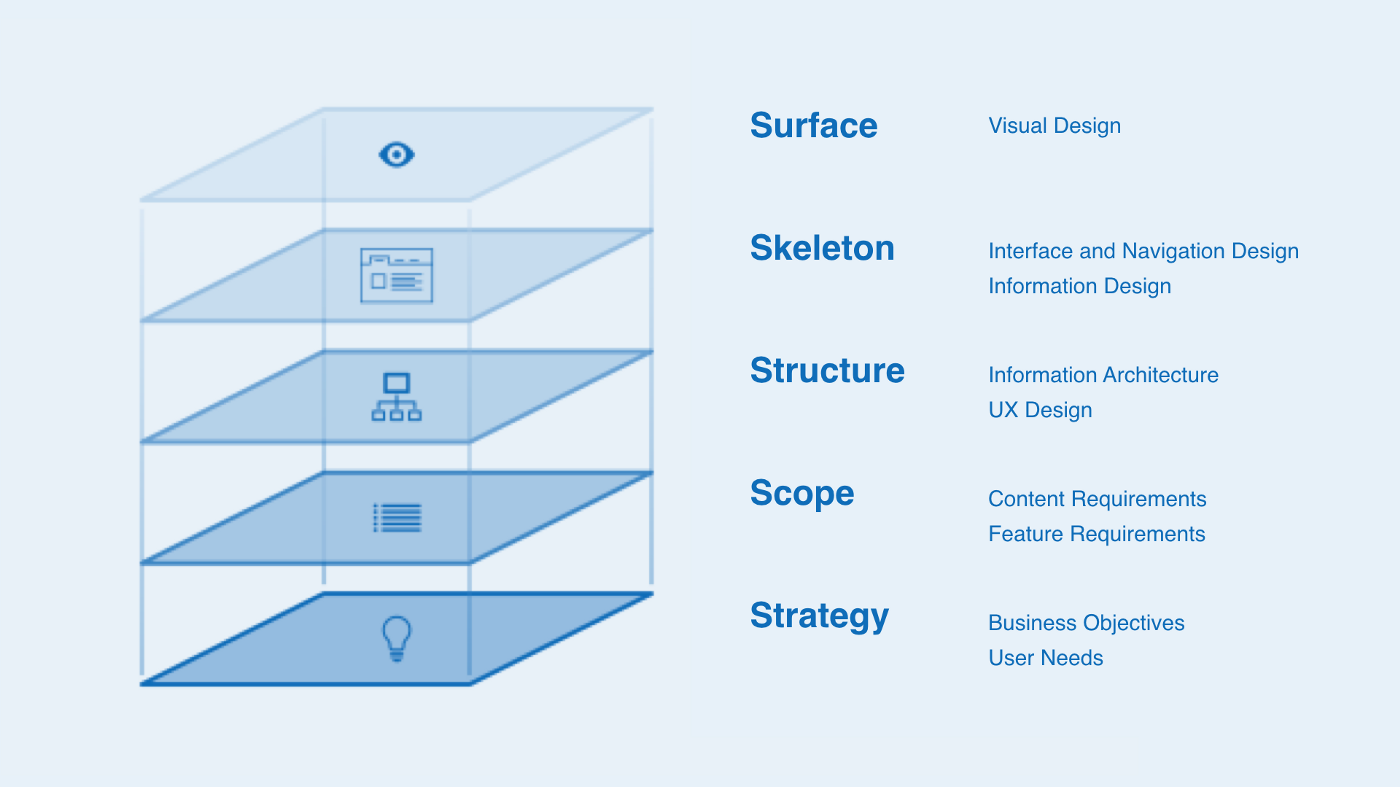 Surface
Visual Design
Skeleton
Interface and Navigation Design
Information Design
Structure
Information Architecture
UX Design
Scope
Content Requirements
Feature Requirements
Strategy
Business Objectives
User Needs